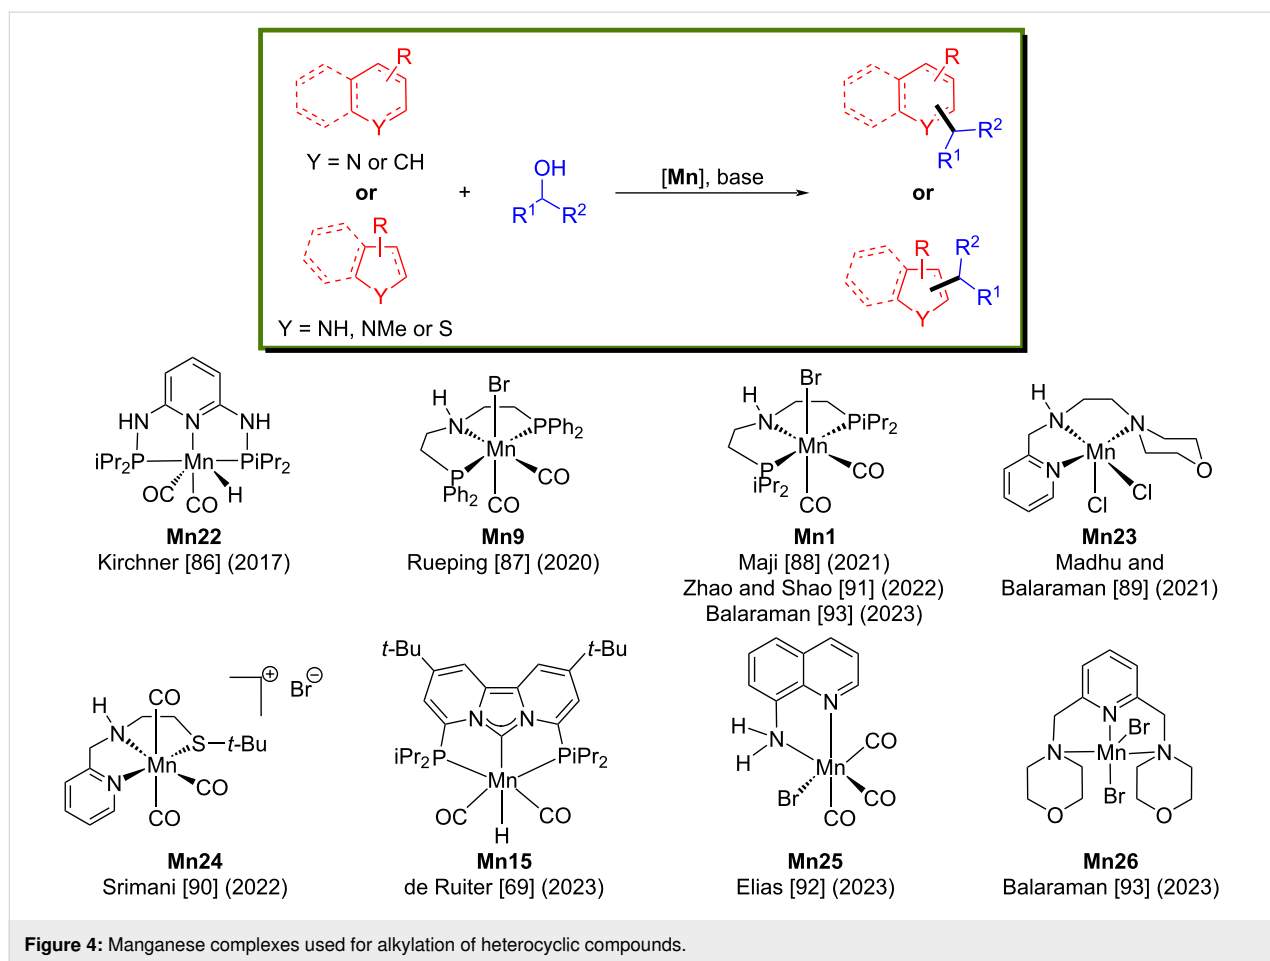 R
Y
Y = N or CH
or
R
Y
Y = NH, NMe or S
+
OH
R1 R2
[Mn], base
R
Y
R2
R1
or
R
R2
R1
Y
HN N NH
iPr2P Mn PiPr2
OC CO H
Mn22
Kirchner [86] (2017)
Br
H
N PPh2
Mn
P
Ph2
CO
CO
Mn9
Rueping [87] (2020)
Br
H
N PiPr2
Mn
P
iPr2
CO
CO
Mn1
Maji [88] (2021)
Zhao and Shao [91] (2022)
Balaraman [93] (2023)
H
N N
Mn
N O
Cl Cl
Mn23
Madhu and
Balaraman [89] (2021)
+ Br−
CO
H
N S t-Bu
Mn
N CO
CO
Mn24
Srimani [90] (2022)
t-Bu t-Bu
N N
iPr2P PiPr2
Mn
OC CO
H
Mn15
de Ruiter [69] (2023)
N
H
N
H
CO
Mn
Br CO
CO
Mn25
Elias [92] (2023)
N
Br
N Mn N
Br
O O
Mn26
Balaraman [93] (2023)
Figure 4: Manganese complexes used for alkylation of heterocyclic compounds.